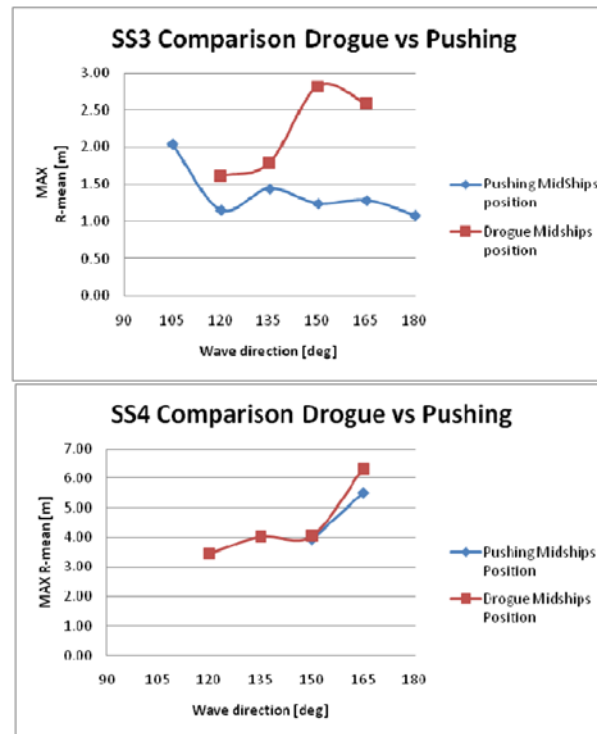 SS3 Comparison Drogue vs Pushing
3.00
2.50
2.00
1.50
1.00
0.50
0.00
MAX
R-mean [m]
90 105 120 135 150 165 180
Wave direction [deg]
Pushing MidShips
position
Drogue Midships
position
SS4 Comparison Drogue vs Pushing
7.00
6.00
5.00
4.00
3.00
2.00
1.00
0.00
MAX R-mean [m]
90 105 120 135 150 165 180
Wave direction [deg]
Pushing Midships
Position
Drogue Midships
Position